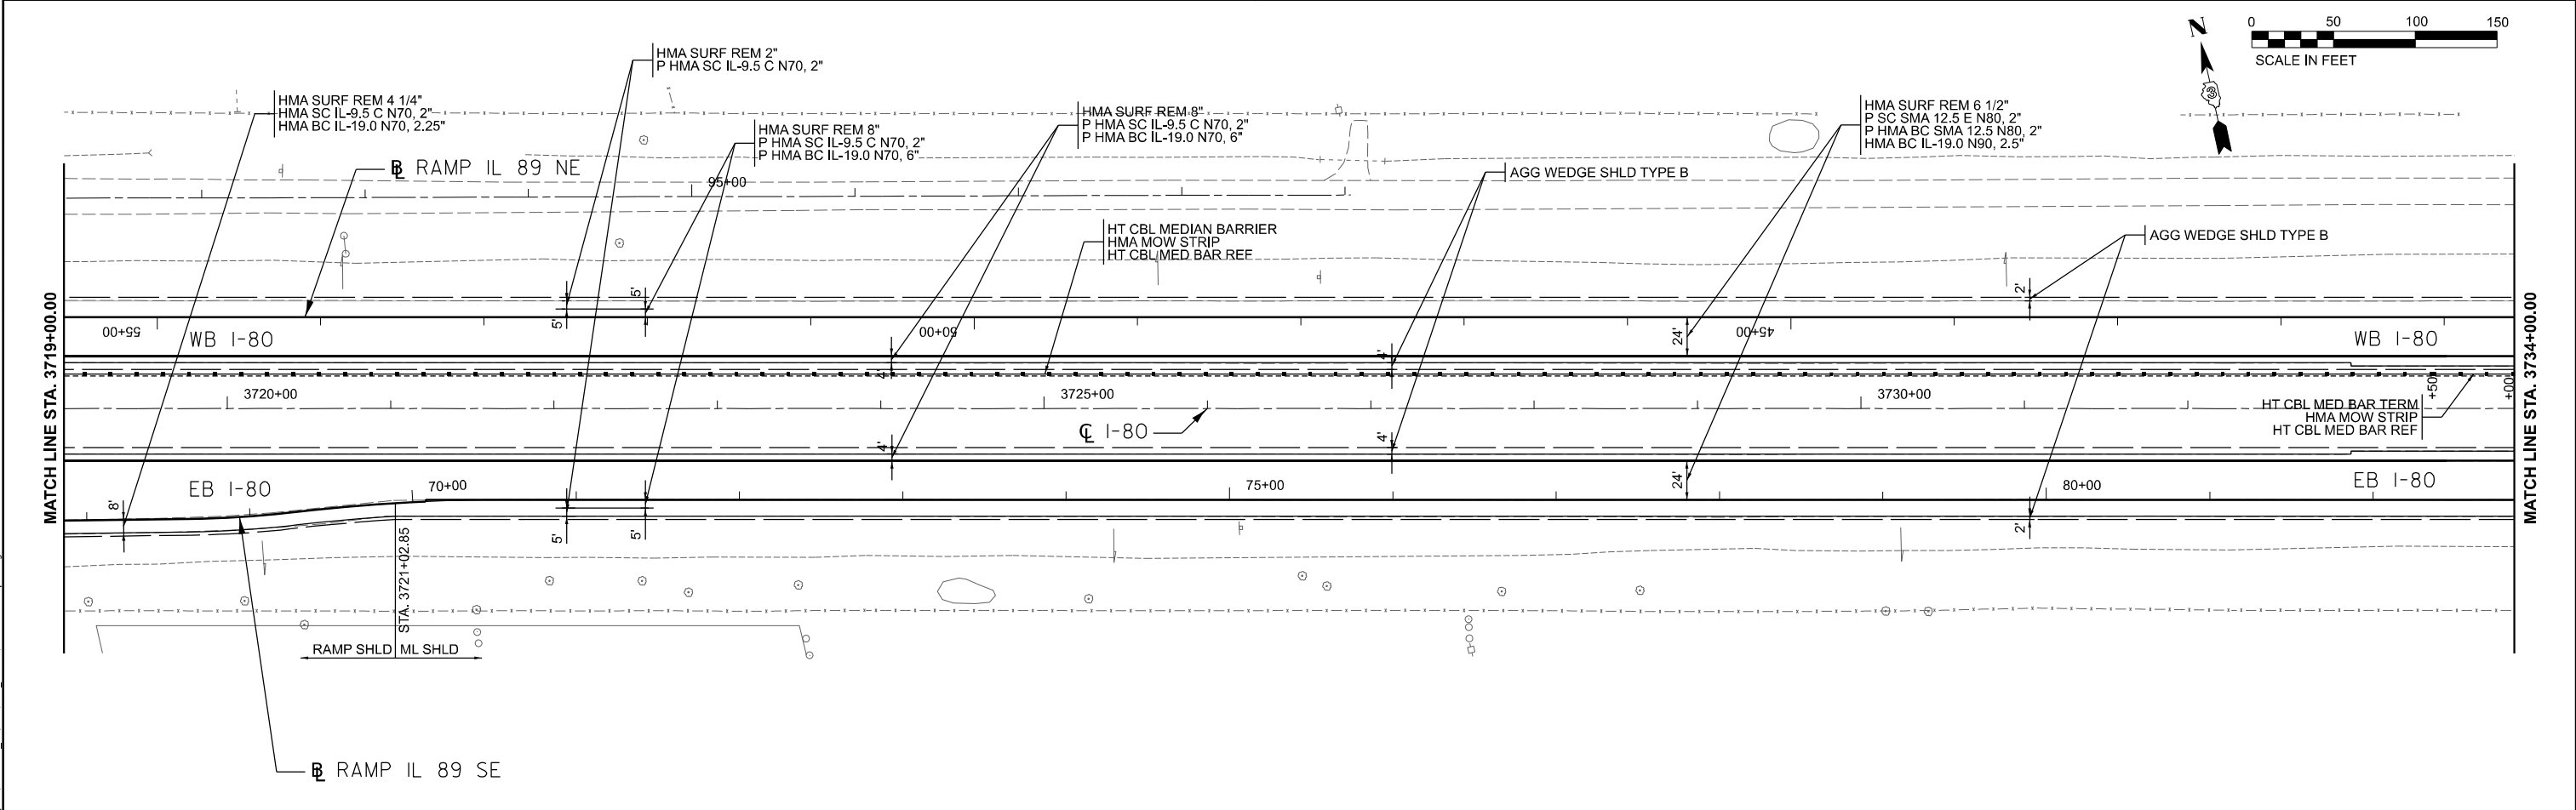 N
0 50 100 150
SCALE IN FEET
HMA SURF REM 2"
P HMA SC IL-9.5 C N70, 2"
HMA SURF REM 4 1/4"
HMA SC IL-9.5 C N70, 2"
HMA BC IL-19.0 N70, 2.25"
HMA SURF REM 8"
P HMA SC IL-9.5 C N70, 2"
P HMA BC IL-19.0 N70, 6"
HMA SURF REM 8"
P HMA SC IL-9.5 C N70, 2"
P HMA BC IL-19.0 N70, 6"
HMA SURF REM 6 1/2"
P SC SMA 12.5 E N80, 2"
P HMA BC SMA 12.5 N80, 2"
HMA BC IL-19.0 N90, 2.5"
BL RAMP IL 89 NE
95+00
AGG WEDGE SHLD TYPE B
HT CBL MEDIAN BARRIER
HMA MOW STRIP
HT CBL MED BAR REF
AGG WEDGE SHLD TYPE B
MATCH LINE STA. 3719+00.00
MATCH LINE STA. 3734+00.00
5'
5'
2'
55+00
50+00
45+00
24'
WB I-80
WB I-80
4'
4'
3720+00
3725+00
3730+00
+50
+00
HT CBL MED BAR TERM
HMA MOW STRIP
HT CBL MED BAR REF
CL I-80
4'
4'
EB I-80
70+00
75+00
24'
80+00
EB I-80
8'
5'
5'
2'
STA. 3721+02.85
RAMP SHLD
ML SHLD
BL RAMP IL 89 SE